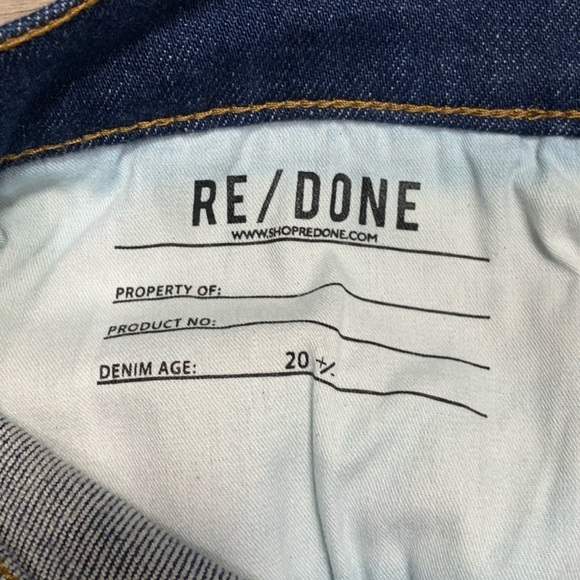 RE/DONE
WWW.SHOPREDONE.COM
PROPERTY OF:
PRODUCT NO:
DENIM AGE: 20 +/-